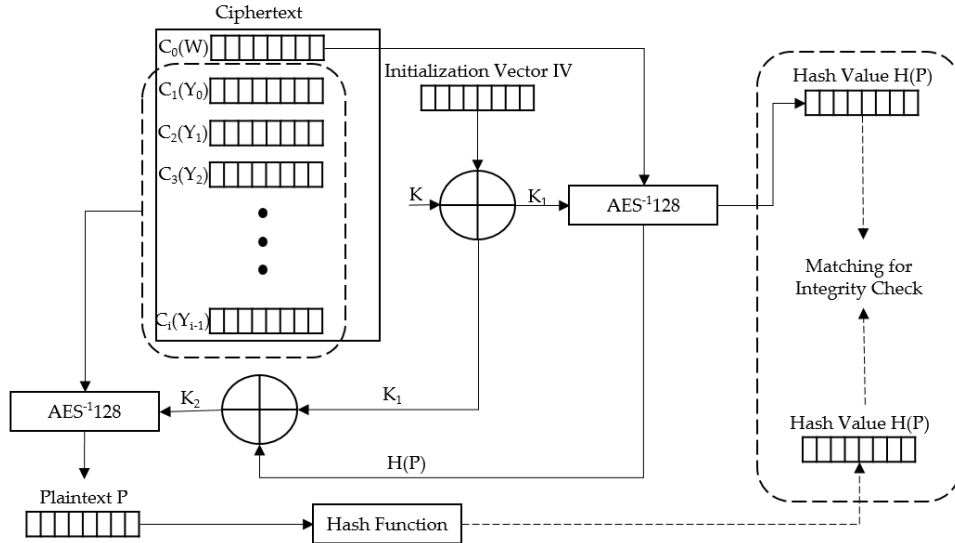 Ciphertext
C₀(W)
Initialization Vector IV
Hash Value H(P)
C₁(Y₀)
C₂(Y₁)
C₃(Y₂)
K
K₁
AES⁻¹128
Matching for
Integrity Check
Cᵢ(Yᵢ₋₁)
AES⁻¹128
K₂
K₁
Hash Value H(P)
H(P)
Plaintext P
Hash Function